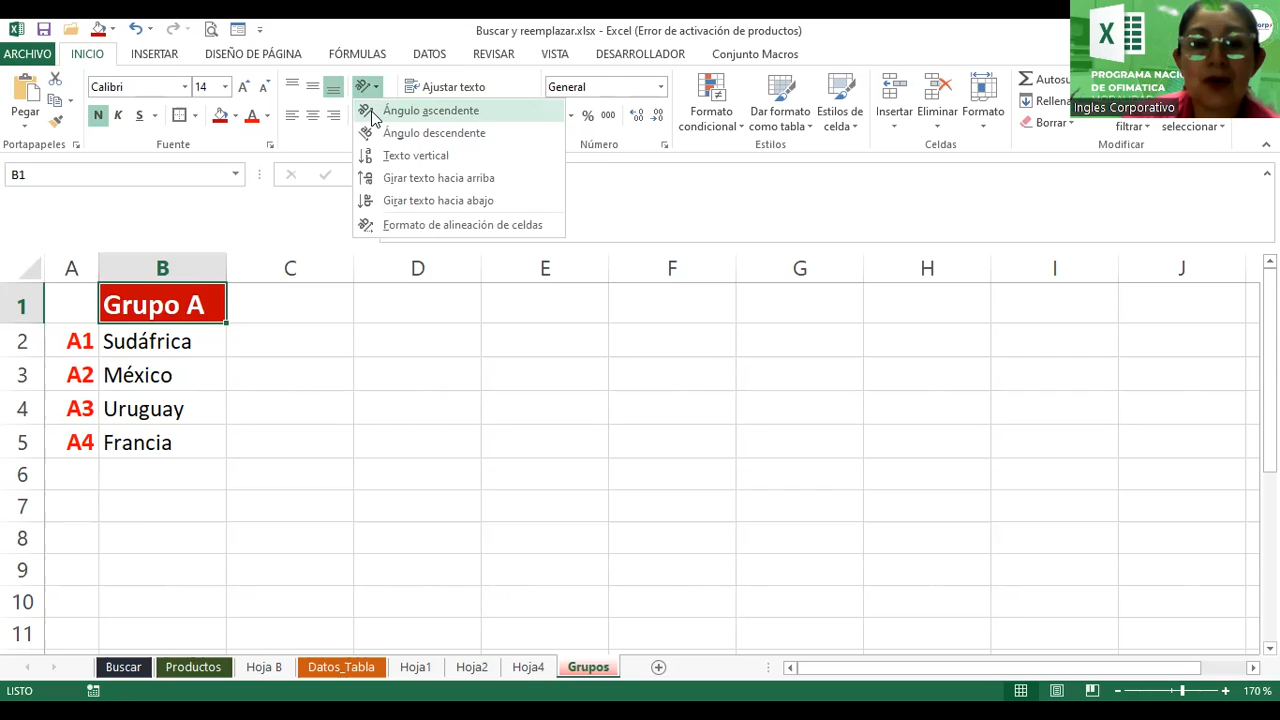 Buscar y reemplazar.xlsx - Excel (Error de activación de productos)
ARCHIVO INICIO INSERTAR DISEÑO DE PÁGINA FÓRMULAS DATOS REVISAR VISTA DESARROLLADOR Conjunto Macros
PROGRAMA NACIO
DE OFIMATICA
Ingles Corporativo
Pegar
Calibri 14
N K S
A A
Ajustar texto
General
% 000
Formato condicional
Dar formato como tabla
Estilos de celda
Insertar Eliminar Formato
Autosu
Rellena
Borrar
filtrar seleccionar
Portapapeles Fuente Número Estilos Celdas Modificar
Ángulo ascendente
Ángulo descendente
Texto vertical
Girar texto hacia arriba
Girar texto hacia abajo
Formato de alineación de celdas
B1
A B C D E F G H I J
1 Grupo A
2 A1 Sudáfrica
3 A2 México
4 A3 Uruguay
5 A4 Francia
6
7
8
9
10
11
Buscar Productos Hoja B Datos_Tabla Hoja1 Hoja2 Hoja4 Grupos
LISTO 170 %